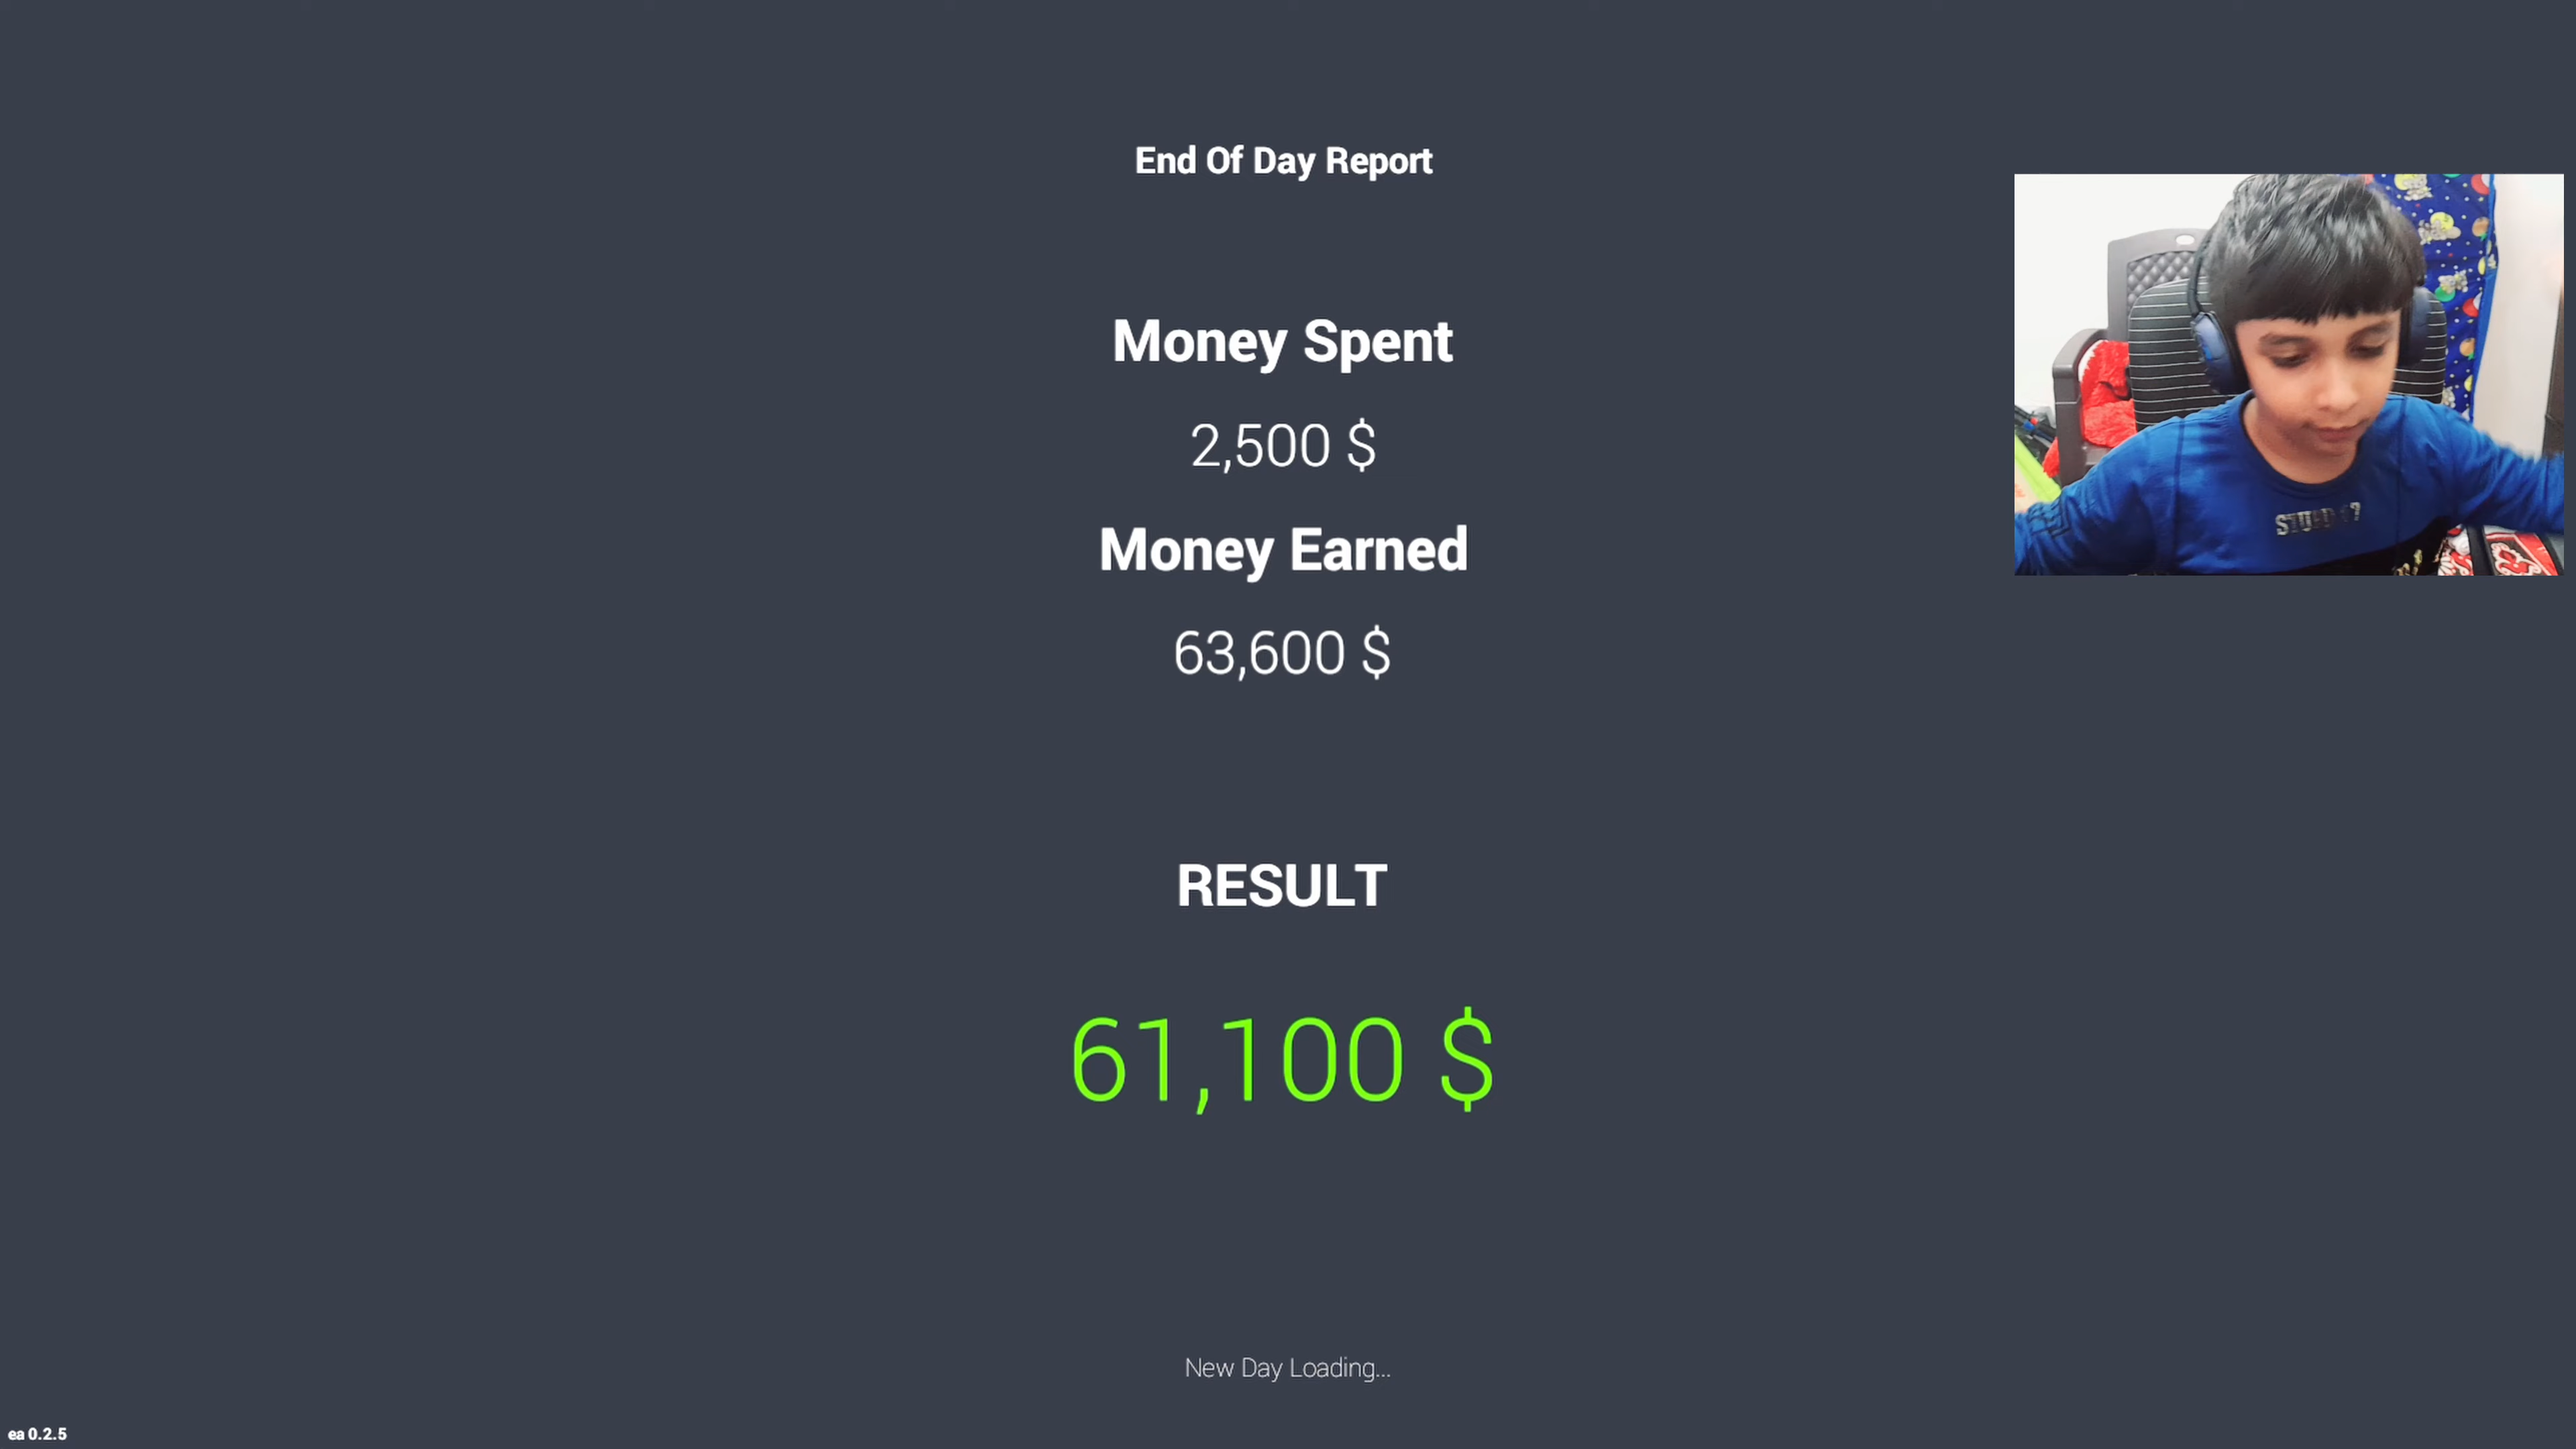 End Of Day Report
Money Spent
2,500 $
Money Earned
63,600 $
RESULT
61,100 $
New Day Loading...
ea 0.2.5